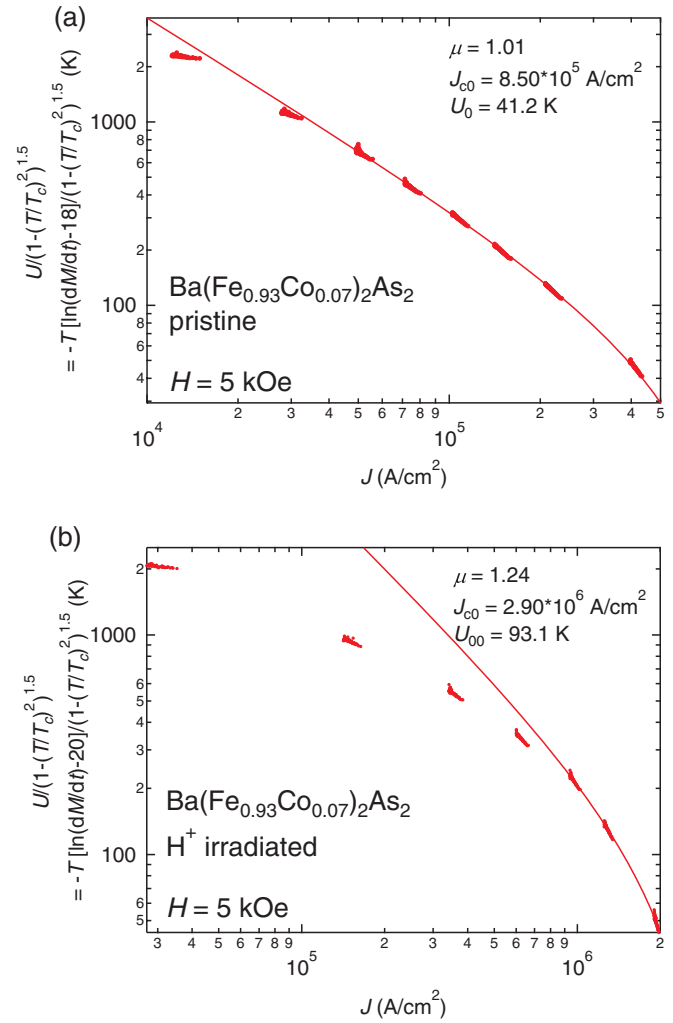 (a)
U/(1-(T/Tc)^2)^1.5
= -T [ln(dM/dt)-18]/(1-(T/Tc)^2)^1.5 (K)
2
1000
8
6
4
2
100
8
6
4
μ = 1.01
Jc0 = 8.50*10^5 A/cm^2
U0 = 41.2 K
Ba(Fe0.93Co0.07)2As2
pristine
H = 5 kOe
10^4 2 3 4 5 6 7 8 9 10^5 2 3 4 5
J (A/cm^2)
(b)
U/(1-(T/Tc)^2)^1.5
= -T [ln(dM/dt)-20]/(1-(T/Tc)^2)^1.5 (K)
2
1000
8
7
6
5
4
3
2
100
8
7
6
5
μ = 1.24
Jc0 = 2.90*10^6 A/cm^2
U00 = 93.1 K
Ba(Fe0.93Co0.07)2As2
H^+ irradiated
H = 5 kOe
3 4 5 6 7 8 9 10^5 2 3 4 5 6 7 8 9 10^6 2
J (A/cm^2)